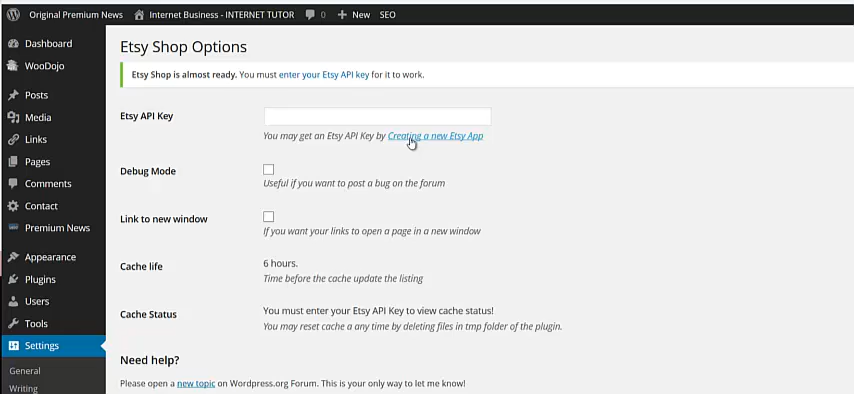 Original Premium News Internet Business - INTERNET TUTOR 0 New SEO
Dashboard
WooDojo
Posts
Media
Links
Pages
Comments
Contact
Premium News
Appearance
Plugins
Users
Tools
Settings
General
Writing
Etsy Shop Options
Etsy Shop is almost ready. You must enter your Etsy API key for it to work.
Etsy API Key
You may get an Etsy API Key by Creating a new Etsy App
Debug Mode
Useful if you want to post a bug on the forum
Link to new window
If you want your links to open a page in a new window
Cache life
6 hours.
Time before the cache update the listing
Cache Status
You must enter your Etsy API Key to view cache status!
You may reset cache a any time by deleting files in tmp folder of the plugin.
Need help?
Please open a new topic on Wordpress.org Forum. This is your only way to let me know!